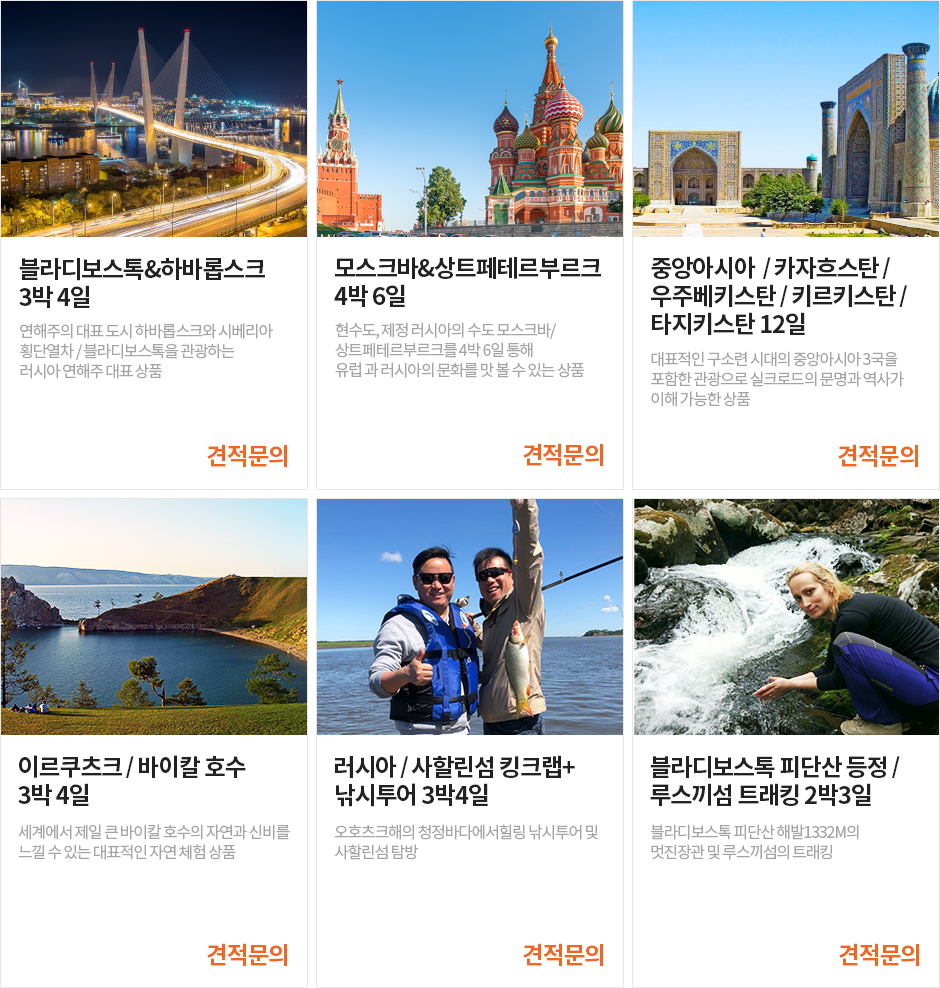 블라디보스톡&하바롭스크
3박 4일
연해주의 대표 도시 하바롭스크와 시베리아
횡단열차 / 블라디보스톡을 관광하는
러시아 연해주 대표 상품
견적문의
모스크바&상트페테르부르크
4박 6일
현수도, 제정 러시아의 수도 모스크바/
상트페테르부르크를 4박 6일 통해
유럽 과 러시아의 문화를 맛 볼 수 있는 상품
견적문의
중앙아시아 / 카자흐스탄 /
우주베키스탄 / 키르키스탄 /
타지키스탄 12일
대표적인 구소련 시대의 중앙아시아 3국을
포함한 관광으로 실크로드의 문명과 역사가
이해 가능한 상품
견적문의
이르쿠츠크 / 바이칼 호수
3박 4일
세계에서 제일 큰 바이칼 호수의 자연과 신비를
느낄 수 있는 대표적인 자연 체험 상품
견적문의
러시아 / 사할린섬 킹크랩+
낚시투어 3박4일
오호츠크해의 청정바다에서힐링 낚시투어 및
사할린섬 탐방
견적문의
블라디보스톡 피단산 등정 /
루스끼섬 트래킹 2박3일
블라디보스톡 피단산 해발1332M의
멋진장관 및 루스끼섬의 트래킹
견적문의